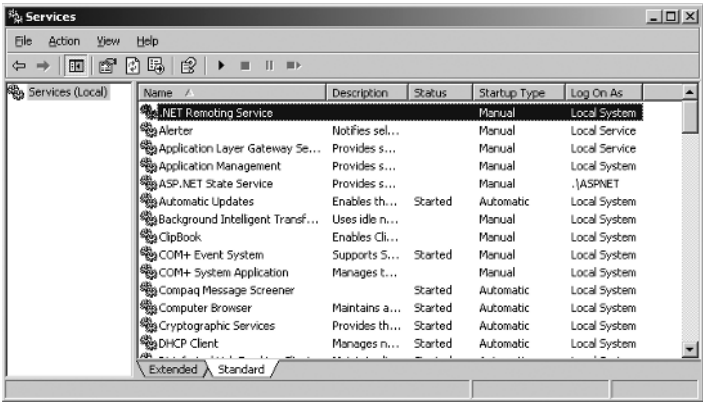 Services
File Action View Help
Services (Local)
Name Description Status Startup Type Log On As
.NET Remoting Service Manual Local System
Alerter Notifies sel... Manual Local Service
Application Layer Gateway Se... Provides s... Manual Local Service
Application Management Provides s... Manual Local System
ASP.NET State Service Provides s... Manual .\ASPNET
Automatic Updates Enables th... Started Automatic Local System
Background Intelligent Transf... Uses idle n... Manual Local System
ClipBook Enables Cli... Manual Local System
COM+ Event System Supports S... Started Manual Local System
COM+ System Application Manages t... Manual Local System
Compaq Message Screener Started Automatic Local System
Computer Browser Maintains a... Started Automatic Local System
Cryptographic Services Provides th... Started Automatic Local System
DHCP Client Manages n... Started Automatic Local System
Extended Standard